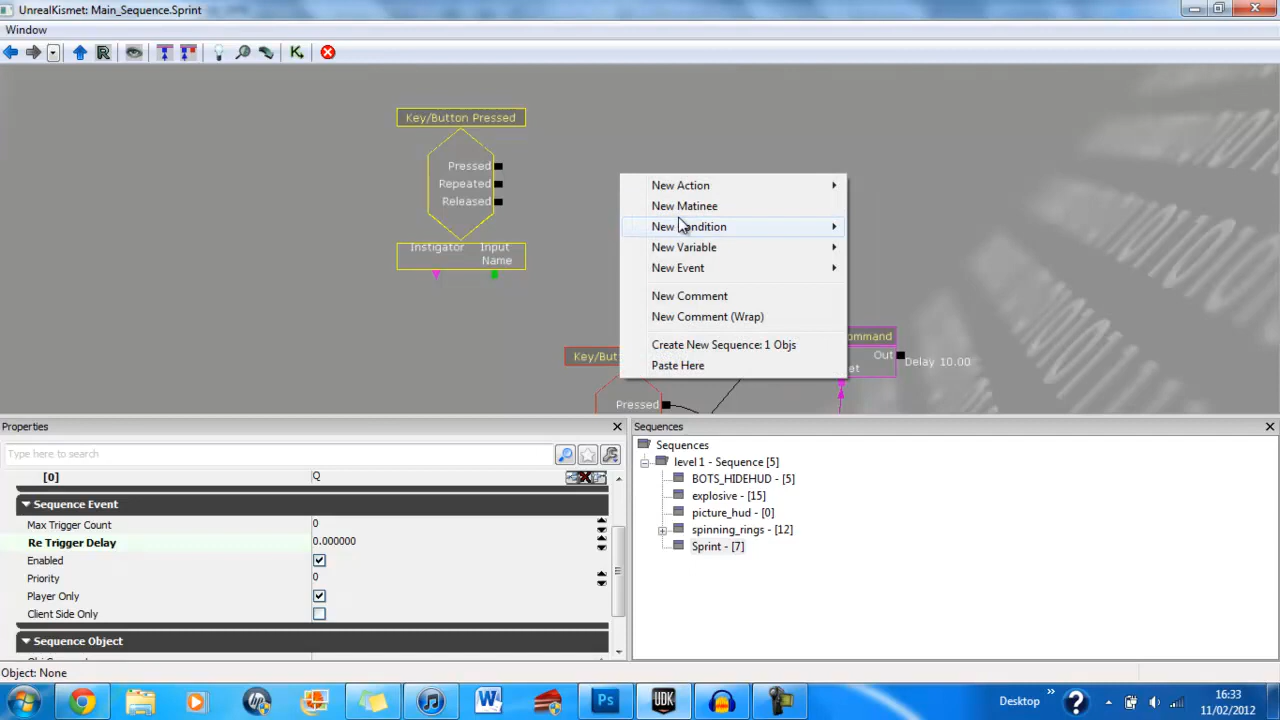 UnrealKismet: Main_Sequence.Sprint
Window
Key/Button Pressed
Pressed
Repeated
Released
Instigator Input
Name
New Action
New Matinee
New Condition
New Variable
New Event
New Comment
New Comment (Wrap)
Create New Sequence: 1 Objs
Paste Here
Key/Bu
Pressed
ommand
Out
et
Delay 10.00
Properties
Type here to search
[0] Q
Sequence Event
Max Trigger Count 0
Re Trigger Delay 0.000000
Enabled
Priority 0
Player Only
Client Side Only
Sequence Object
Sequences
Sequences
level 1 - Sequence [5]
BOTS_HIDEHUD - [5]
explosive - [15]
picture_hud - [0]
spinning_rings - [12]
Sprint - [7]
Object: None
Desktop
16:33
11/02/2012